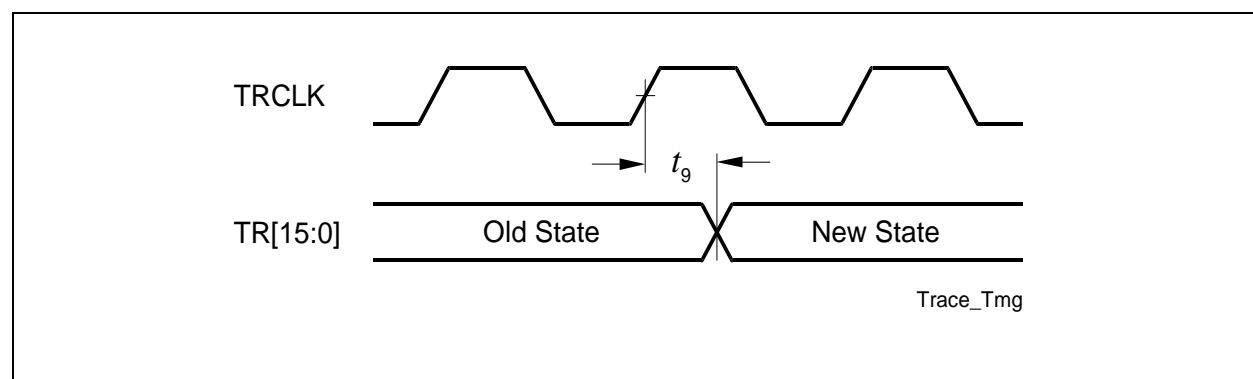 TRCLK
t9
TR[15:0]
Old State
New State
Trace_Tmg